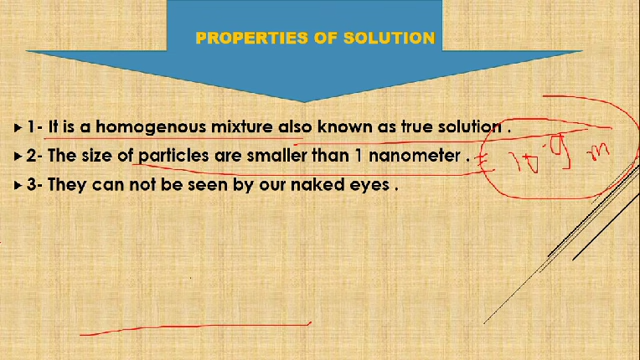 PROPERTIES OF SOLUTION
1- It is a homogenous mixture also known as true solution .
2- The size of particles are smaller than 1 nanometer . = 10⁻⁹ m
3- They can not be seen by our naked eyes .